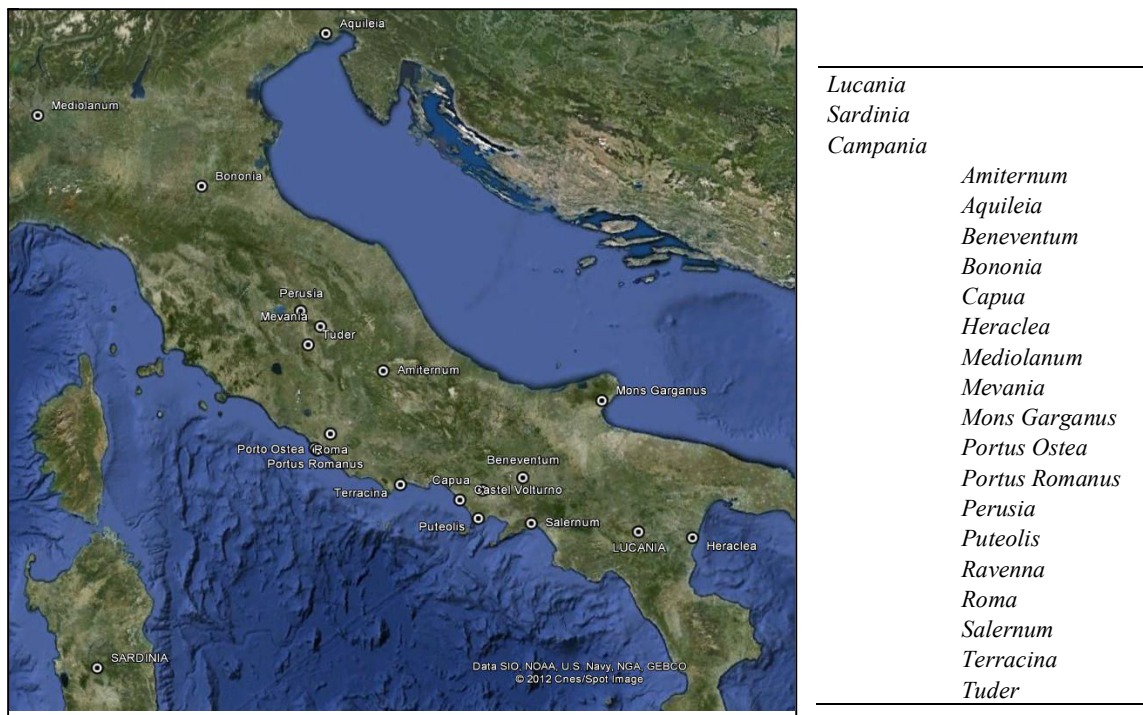 Aquileia
Mediolanum
Bononia
Perusia
Mevania
Tuder
Amiternum
Mons Garganus
Porto Ostea
Roma
Portus Romanus
Beneventum
Capua
Castel Volturno
Terracina
Puteolis
Salernum
LUCANIA
Heraclea
SARDINIA
Data SIO, NOAA, U.S. Navy, NGA, GEBCO
© 2012 Cnes/Spot Image
Lucania
Sardinia
Campania
Amiternum
Aquileia
Beneventum
Bononia
Capua
Heraclea
Mediolanum
Mevania
Mons Garganus
Portus Ostea
Portus Romanus
Perusia
Puteolis
Ravenna
Roma
Salernum
Terracina
Tuder